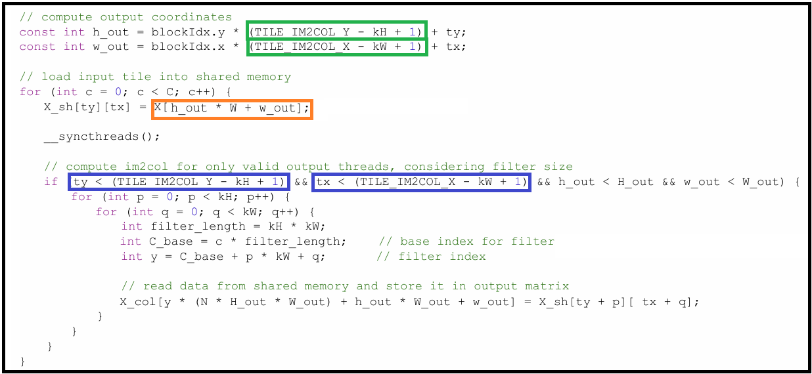 // compute output coordinates
const int h_out = blockIdx.y * (TILE_IM2COL_Y - kH + 1) + ty;
const int w_out = blockIdx.x * (TILE_IM2COL_X - kW + 1) + tx;
// load input tile into shared memory
for (int c = 0; c < C; c++) {
X_sh[ty][tx] = X[h_out * W + w_out];
__syncthreads();
// compute im2col for only valid output threads, considering filter size
if ty < (TILE_IM2COL_Y - kH + 1) && tx < (TILE_IM2COL_X - kW + 1) && h_out < H_out && w_out < W_out) {
for (int p = 0; p < kH; p++) {
for (int q = 0; q < kW; q++) {
int filter_length = kH * kW;
int C_base = c * filter_length; // base index for filter
int y = C_base + p * kW + q; // filter index
// read data from shared memory and store it in output matrix
X_col[y * (N * H_out * W_out) + h_out * W_out + w_out] = X_sh[ty + p][ tx + q];
}
}
}
}